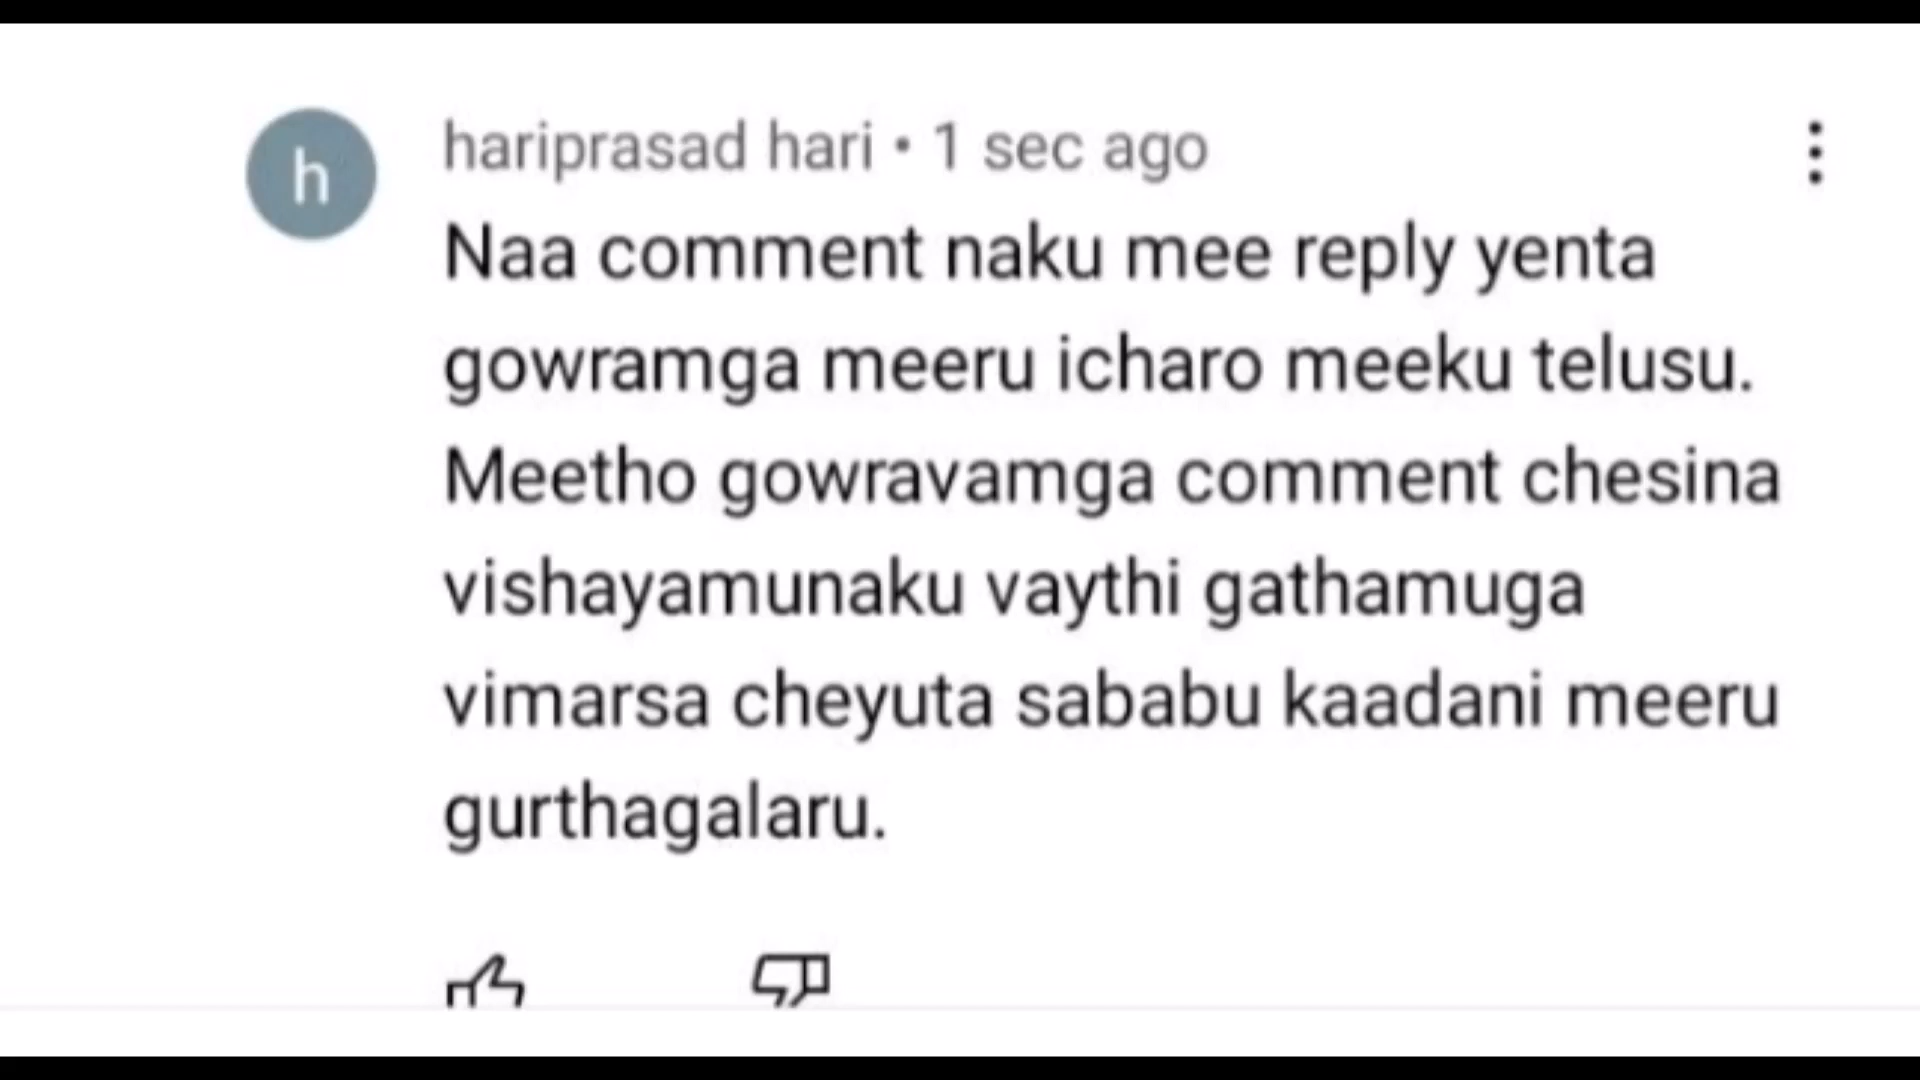 h
hariprasad hari • 1 sec ago
Naa comment naku mee reply yenta
gowramga meeru icharo meeku telusu.
Meetho gowravamga comment chesina
vishayamunaku vaythi gathamuga
vimarsa cheyuta sababu kaadani meeru
gurthagalaru.